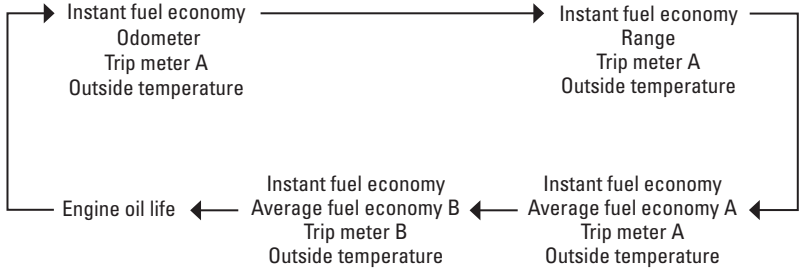 Instant fuel economy
Odometer
Trip meter A
Outside temperature
Instant fuel economy
Range
Trip meter A
Outside temperature
Engine oil life
Instant fuel economy
Average fuel economy B
Trip meter B
Outside temperature
Instant fuel economy
Average fuel economy A
Trip meter A
Outside temperature